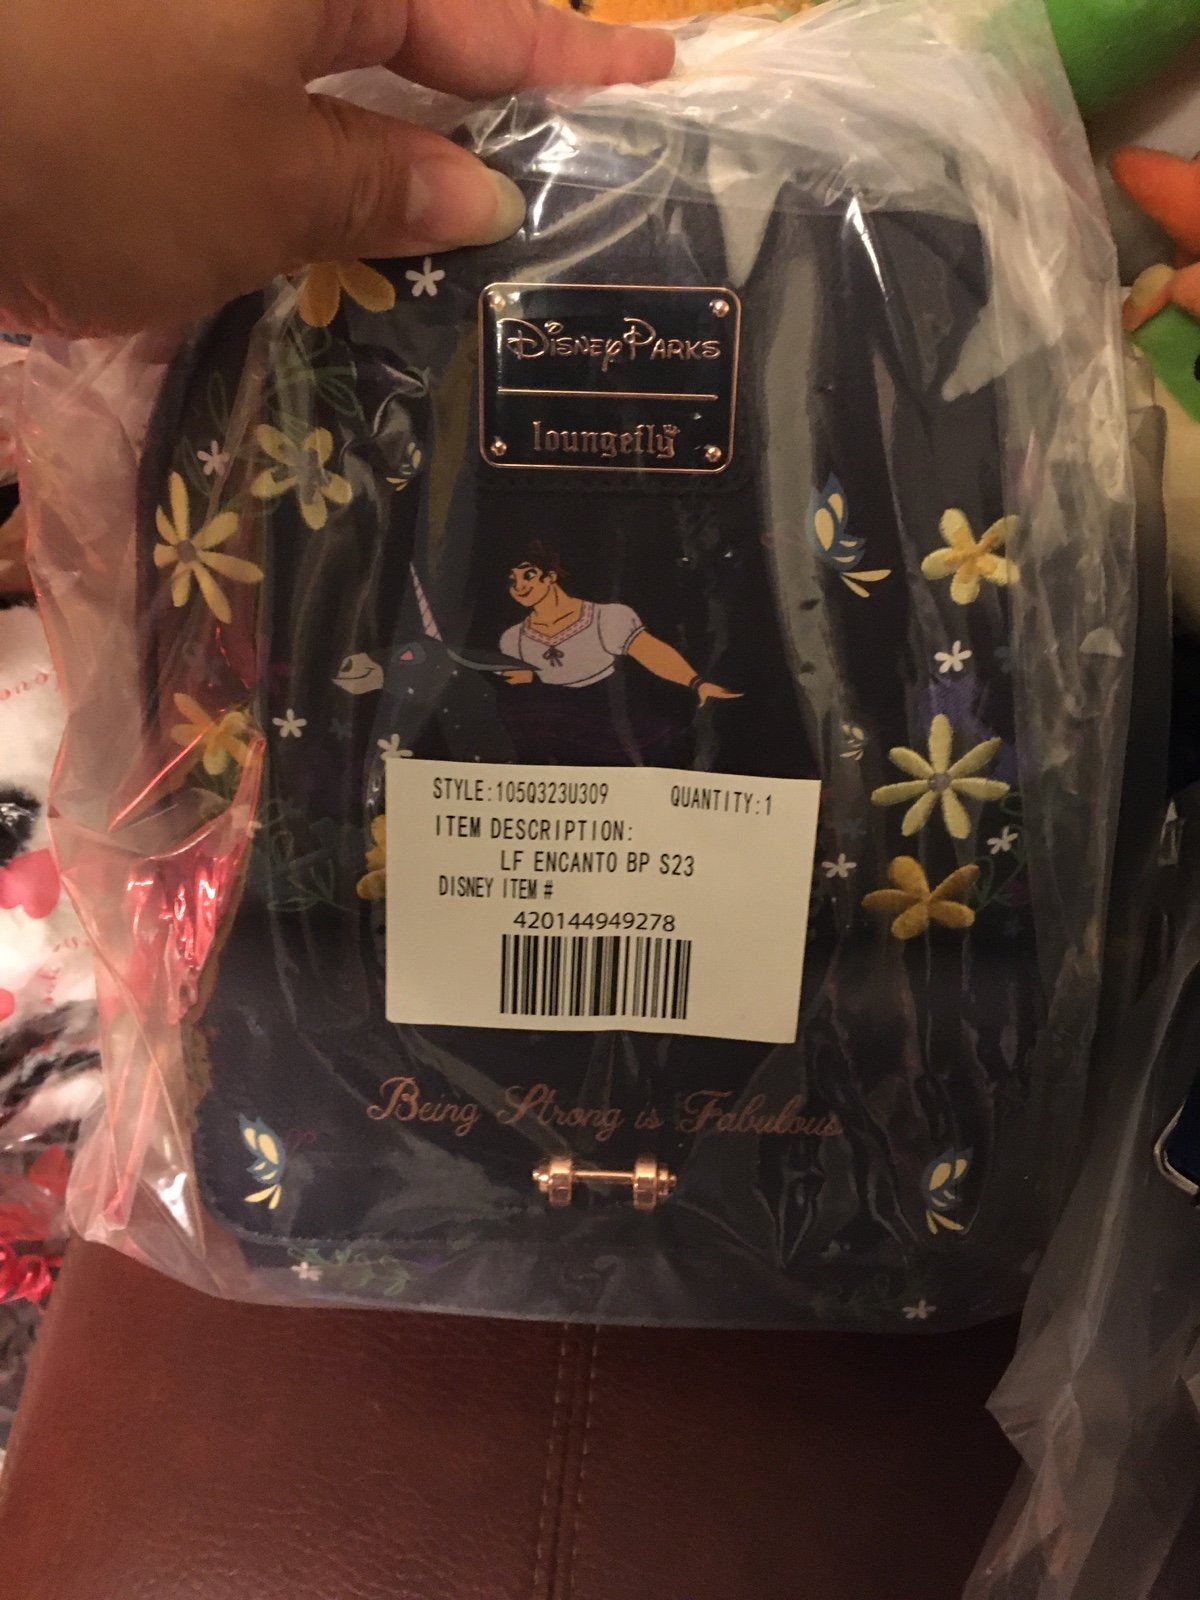 Disney Parks
loungefly
STYLE:105Q323U309 QUANTITY:1
ITEM DESCRIPTION:
LF ENCANTO BP S23
DISNEY ITEM #
420144949278
Being Strong is Fabulous